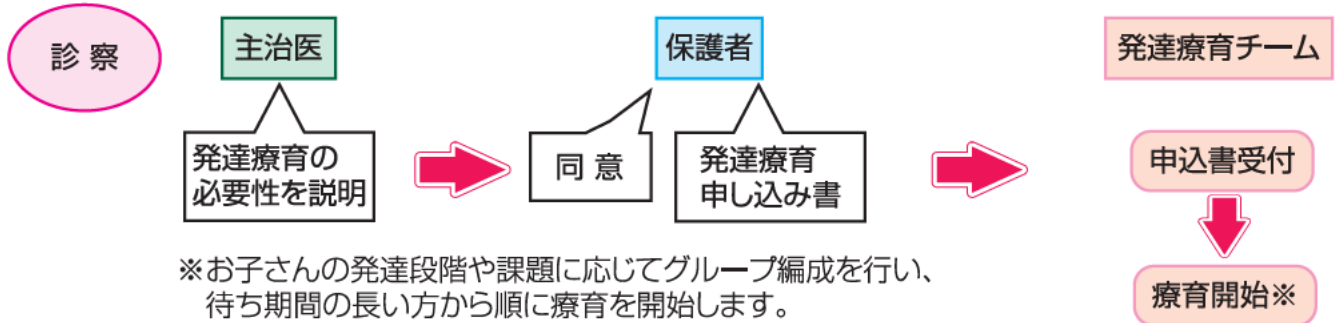 診察
主治医
保護者
発達療育チーム
発達療育の
必要性を説明
同意
発達療育
申し込み書
申込書受付
療育開始※
※お子さんの発達段階や課題に応じてグループ編成を行い、
待ち期間の長い方から順に療育を開始します。